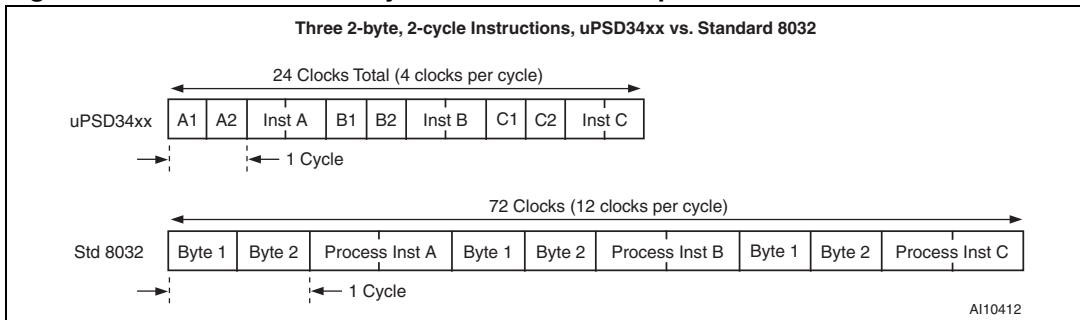 Three 2-byte, 2-cycle Instructions, uPSD34xx vs. Standard 8032
24 Clocks Total (4 clocks per cycle)
uPSD34xx A1 A2 Inst A B1 B2 Inst B C1 C2 Inst C
1 Cycle
72 Clocks (12 clocks per cycle)
Std 8032 Byte 1 Byte 2 Process Inst A Byte 1 Byte 2 Process Inst B Byte 1 Byte 2 Process Inst C
1 Cycle
AI10412